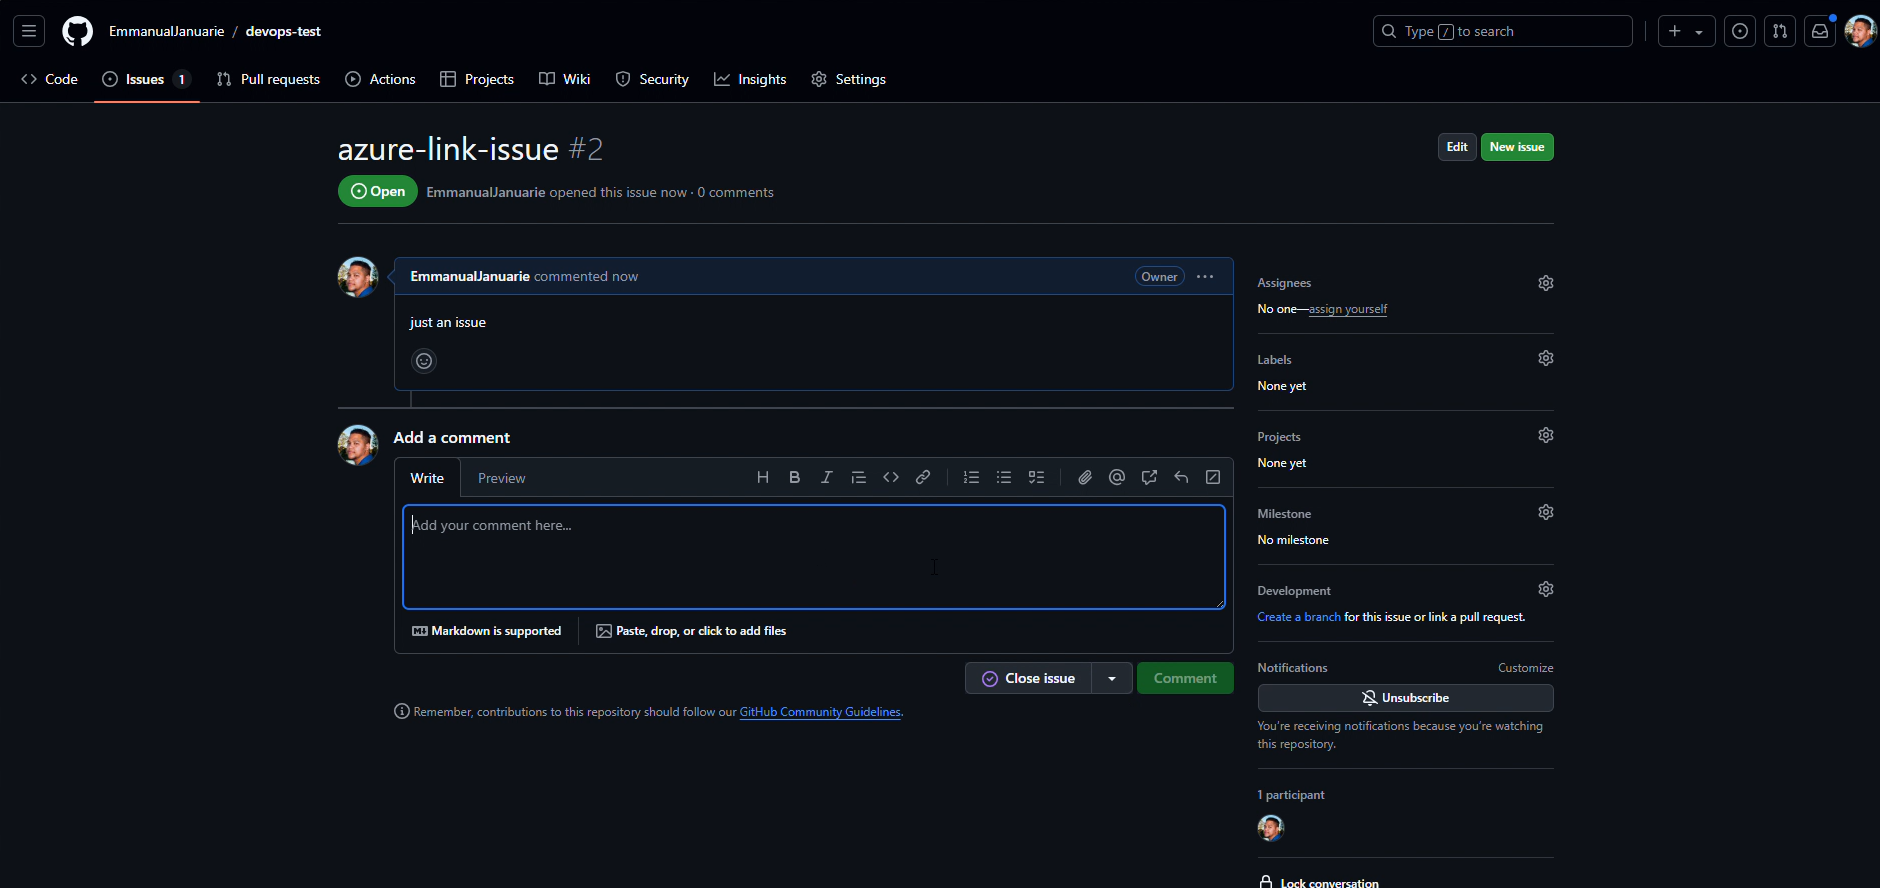 EmmanualJanuarie / devops-test
Type / to search
Code
Issues 1
Pull requests
Actions
Projects
Wiki
Security
Insights
Settings
azure-link-issue #2
Edit
New issue
Open
EmmanualJanuarie opened this issue now · 0 comments
EmmanualJanuarie commented now
Owner
just an issue
Add a comment
Write
Preview
Add your comment here...
Markdown is supported
Paste, drop, or click to add files
Close issue
Comment
Remember, contributions to this repository should follow our GitHub Community Guidelines.
Assignees
No one—assign yourself
Labels
None yet
Projects
None yet
Milestone
No milestone
Development
Create a branch for this issue or link a pull request.
Notifications
Customize
Unsubscribe
You're receiving notifications because you're watching
this repository.
1 participant
Lock conversation